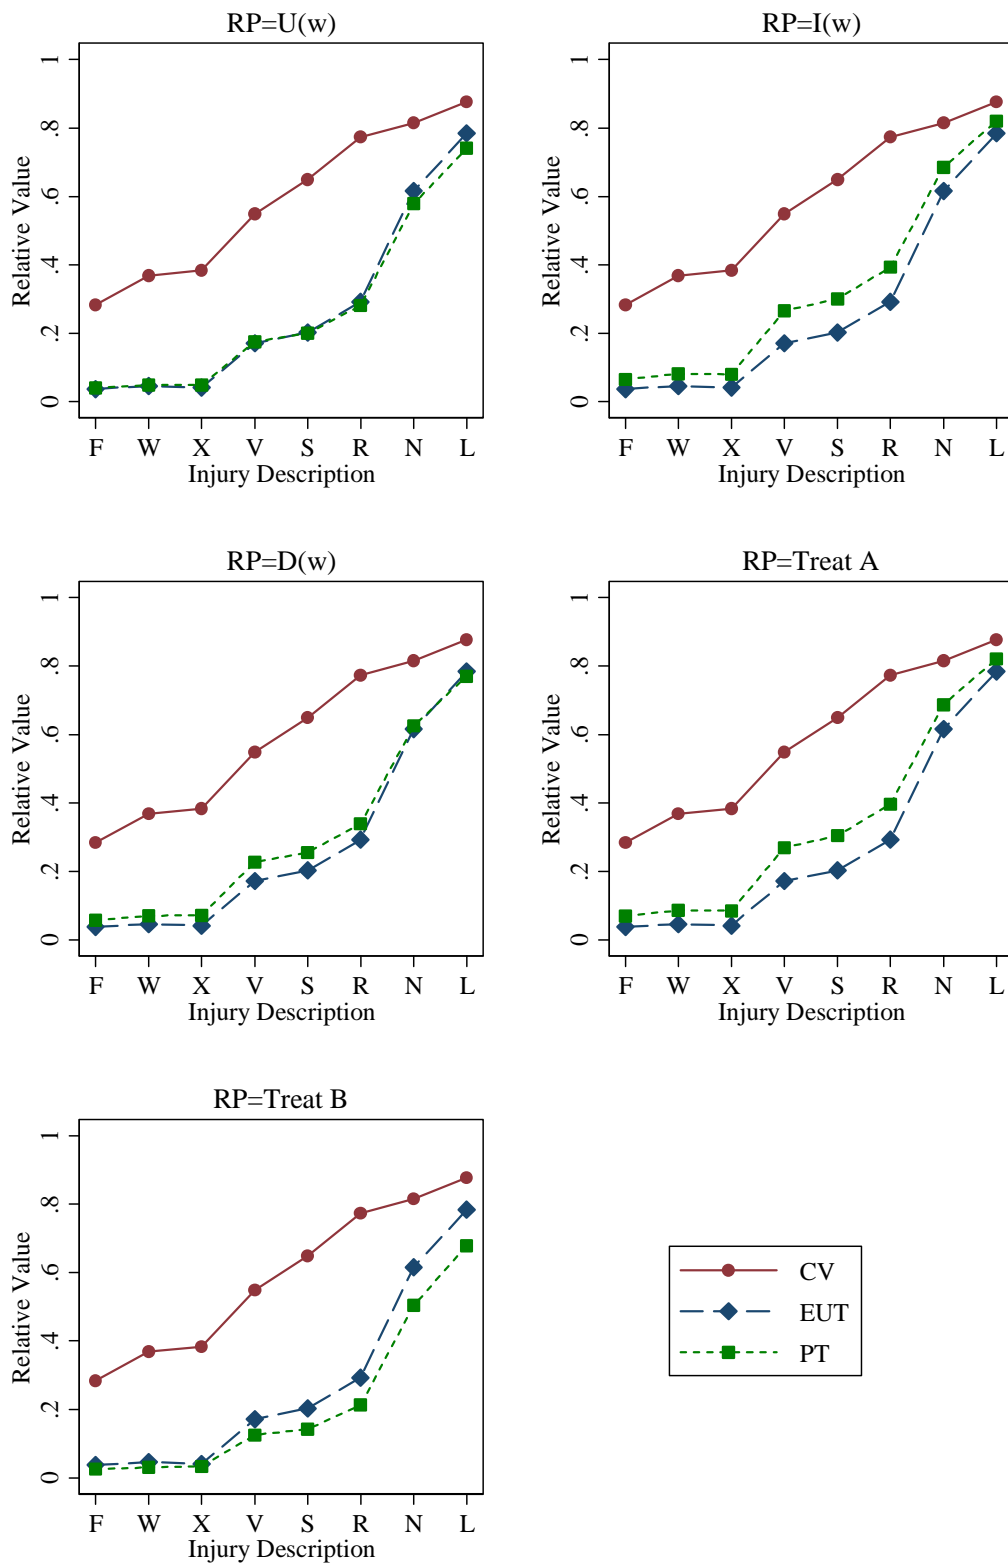 RP=U(w)
Relative Value
1
.8
.6
.4
.2
0
F W X V S R N L
Injury Description
RP=I(w)
Relative Value
1
.8
.6
.4
.2
0
F W X V S R N L
Injury Description
RP=D(w)
Relative Value
1
.8
.6
.4
.2
0
F W X V S R N L
Injury Description
RP=Treat A
Relative Value
1
.8
.6
.4
.2
0
F W X V S R N L
Injury Description
RP=Treat B
Relative Value
1
.8
.6
.4
.2
0
F W X V S R N L
Injury Description
CV
EUT
PT